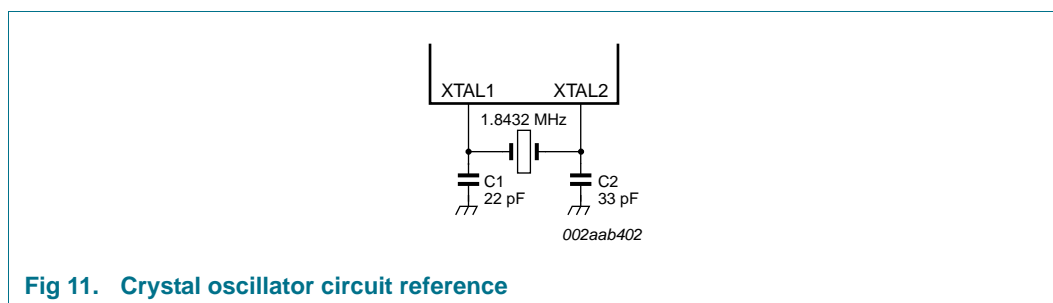 XTAL1 XTAL2
1.8432 MHz
C1 C2
22 pF 33 pF
002aab402
Fig 11. Crystal oscillator circuit reference